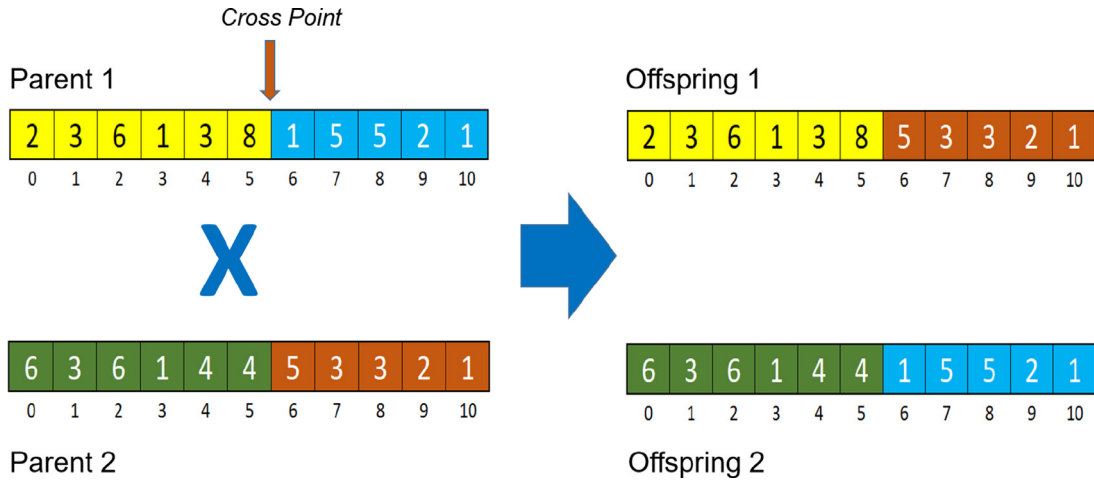 Cross Point
Parent 1
2 3 6 1 3 8 1 5 5 2 1
0 1 2 3 4 5 6 7 8 9 10
X
6 3 6 1 4 4 5 3 3 2 1
0 1 2 3 4 5 6 7 8 9 10
Parent 2
Offspring 1
2 3 6 1 3 8 5 3 3 2 1
0 1 2 3 4 5 6 7 8 9 10
6 3 6 1 4 4 1 5 5 2 1
0 1 2 3 4 5 6 7 8 9 10
Offspring 2